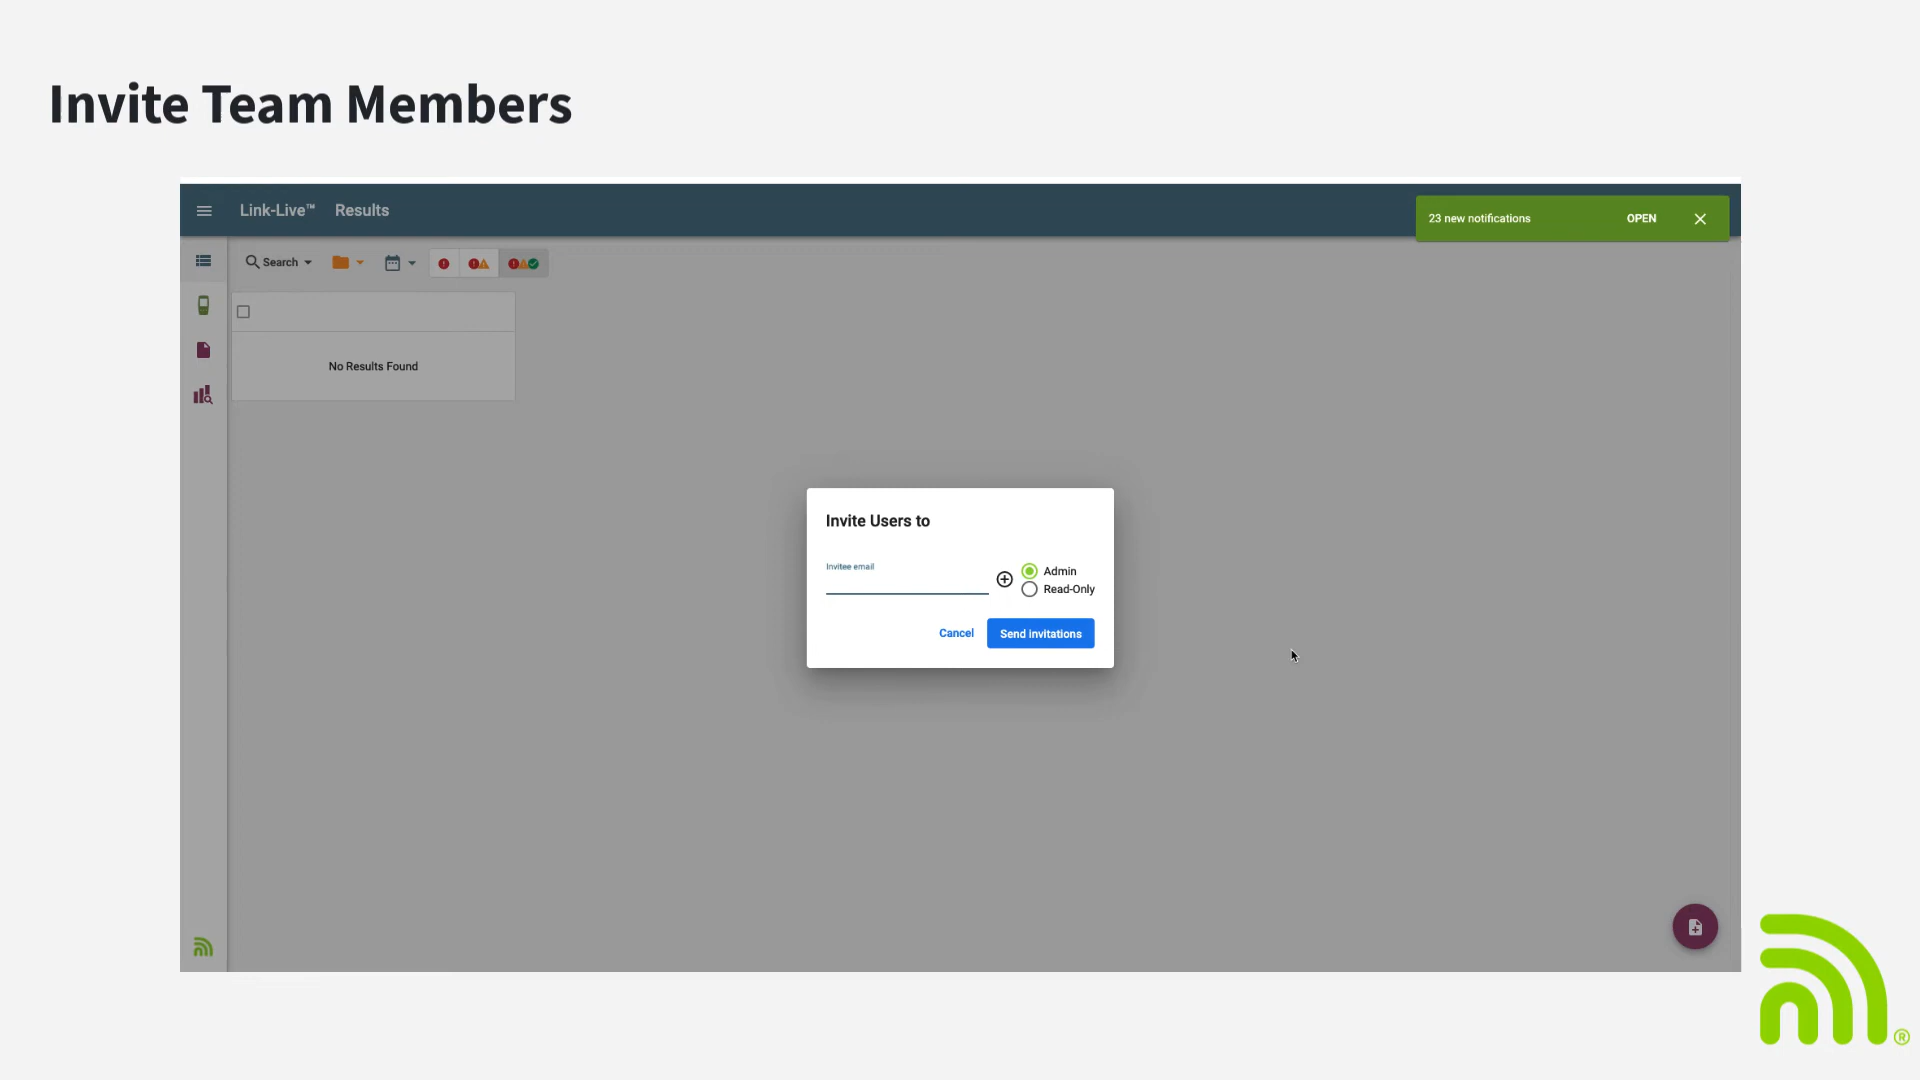 Invite Team Members
Link-Live™ Results
23 new notifications OPEN
Search
No Results Found
Invite Users to
Invitee email
Admin
Read-Only
Cancel Send invitations
®